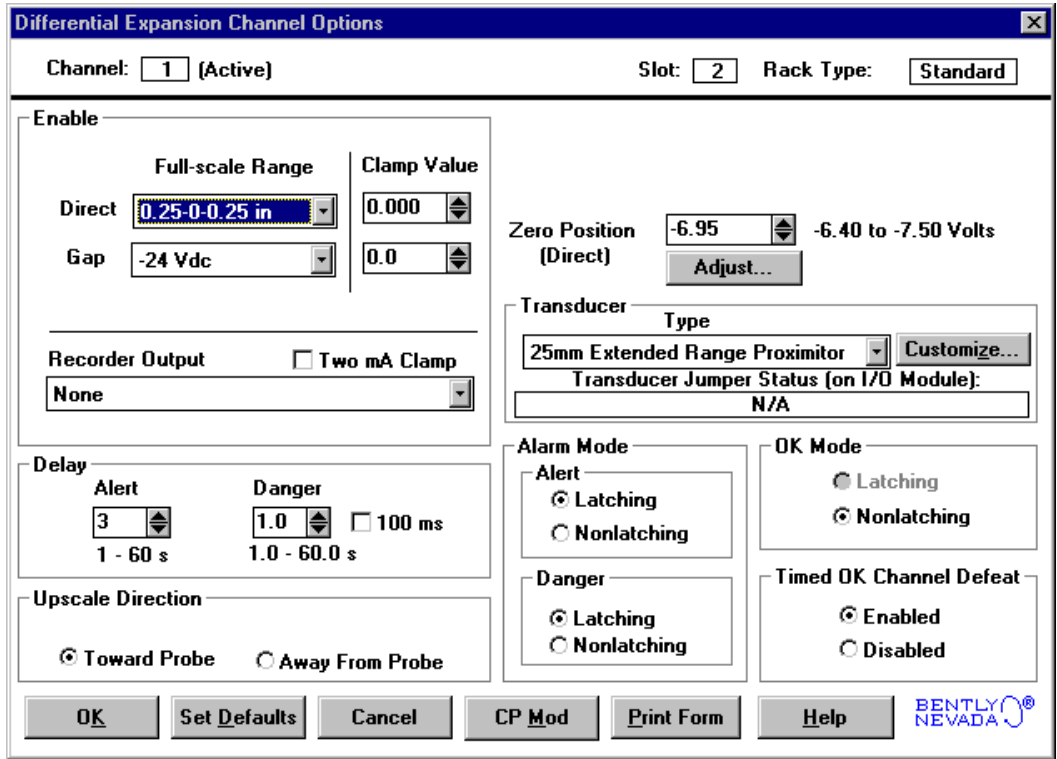 Differential Expansion Channel Options
Channel: 1 (Active)
Slot: 2 Rack Type: Standard
Enable
Full-scale Range
Clamp Value
Direct 0.25-0-0.25 in 0.000
Gap -24 Vdc 0.0
Recorder Output Two mA Clamp
None
Zero Position (Direct) -6.95 -6.40 to -7.50 Volts
Adjust...
Transducer
Type
25mm Extended Range Proximitor Customize...
Transducer Jumper Status (on I/O Module):
N/A
Delay
Alert Danger
3 1.0 100 ms
1 - 60 s 1.0 - 60.0 s
Upscale Direction
Toward Probe Away From Probe
Alarm Mode
Alert
Latching
Nonlatching
Danger
Latching
Nonlatching
OK Mode
Latching
Nonlatching
Timed OK Channel Defeat
Enabled
Disabled
OK Set Defaults Cancel CP Mod Print Form Help
BENTLY
NEVADA ®